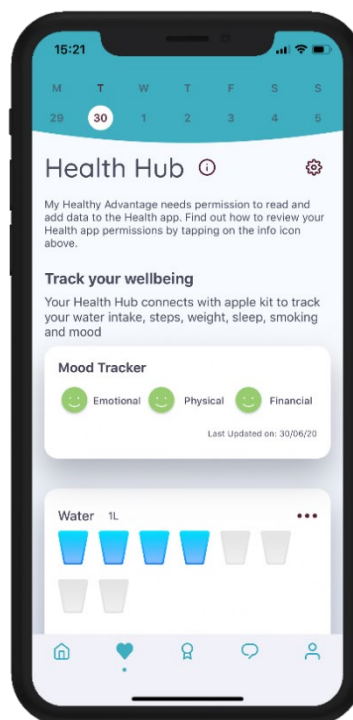 15:21
M T W T F S S
29 30 1 2 3 4 5
Health Hub
My Healthy Advantage needs permission to read and
add data to the Health app. Find out how to review your
Health app permissions by tapping on the info icon
above.
Track your wellbeing
Your Health Hub connects with apple kit to track
your water intake, steps, weight, sleep, smoking
and mood
Mood Tracker
Emotional Physical Financial
Last Updated on: 30/06/20
Water 1L